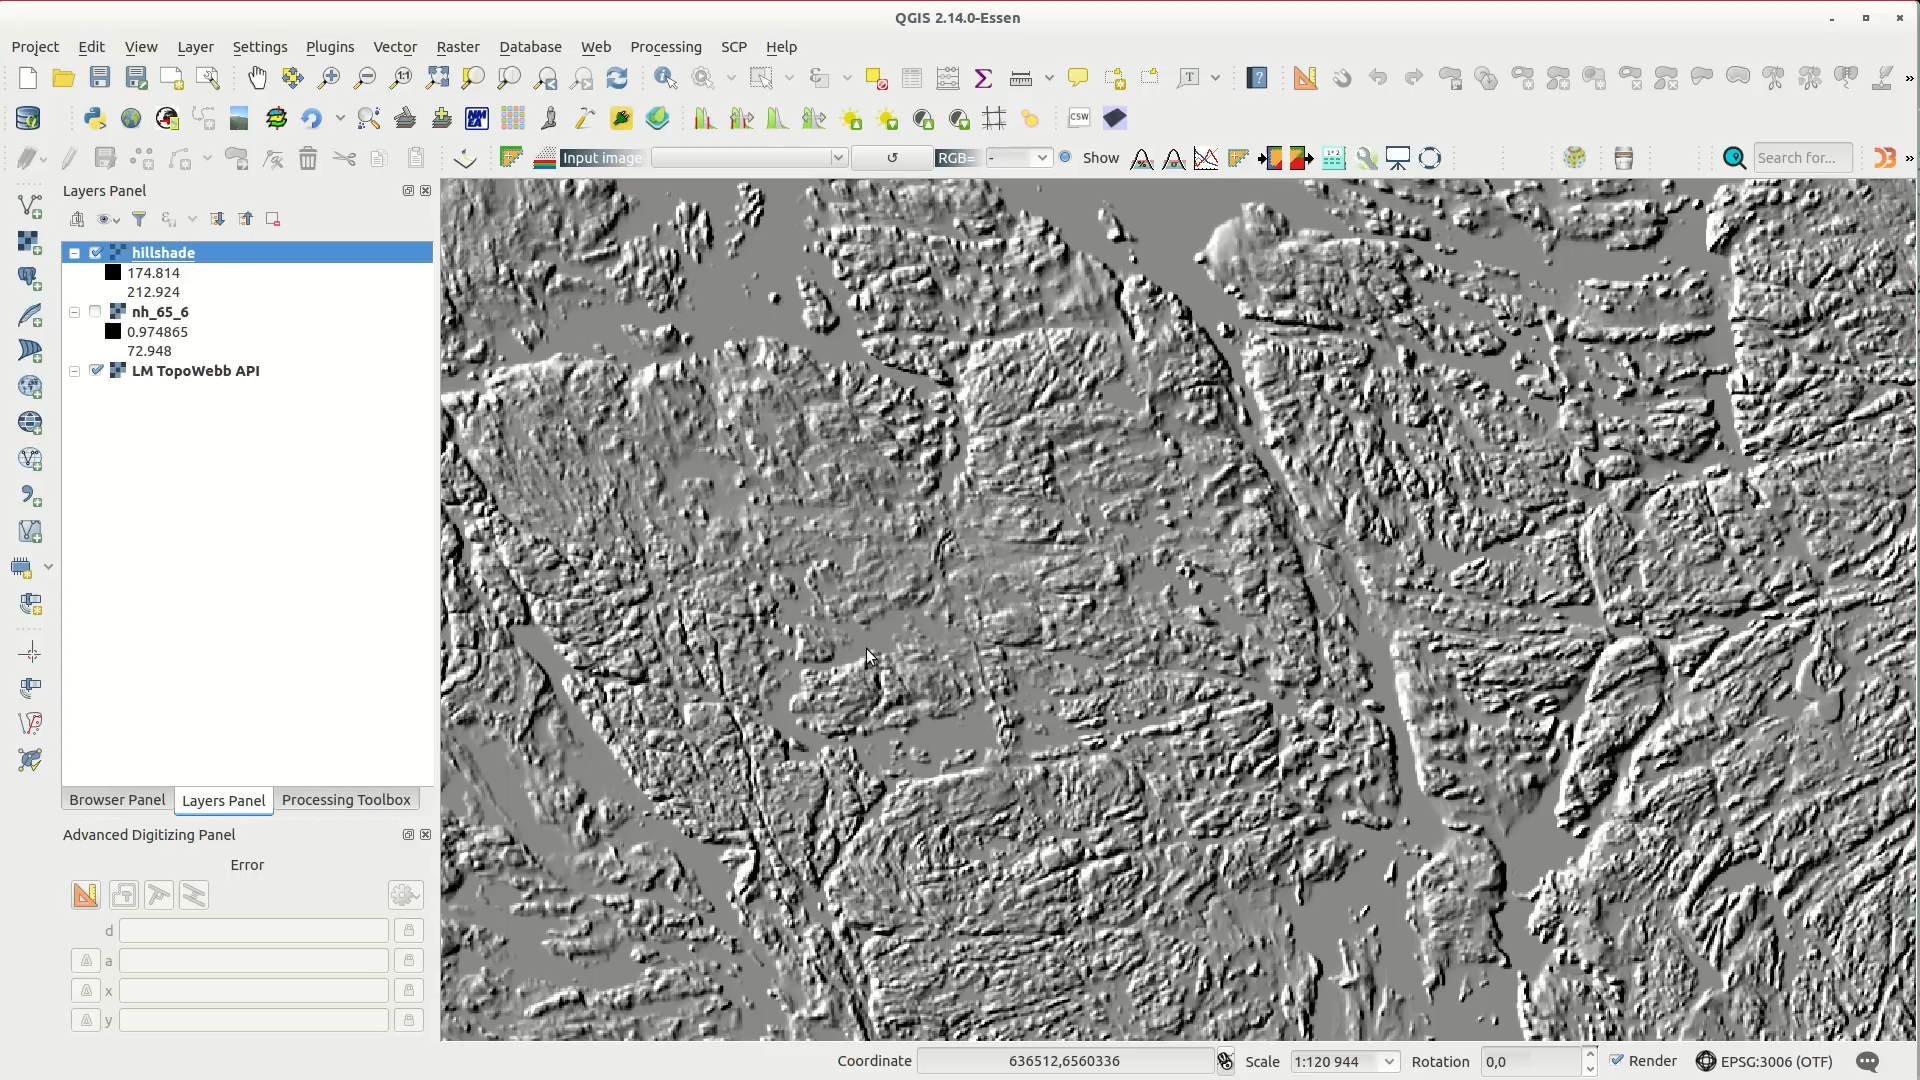 QGIS 2.14.0-Essen
Project Edit View Layer Settings Plugins Vector Raster Database Web Processing SCP Help
Input image RGB= - Show Search for...
Layers Panel
hillshade
174.814
212.924
nh_65_6
0.974865
72.948
LM TopoWebb API
Browser Panel Layers Panel Processing Toolbox
Advanced Digitizing Panel
Error
d
a
x
y
Coordinate 636512,6560336 Scale 1:120 944 Rotation 0,0 Render EPSG:3006 (OTF)